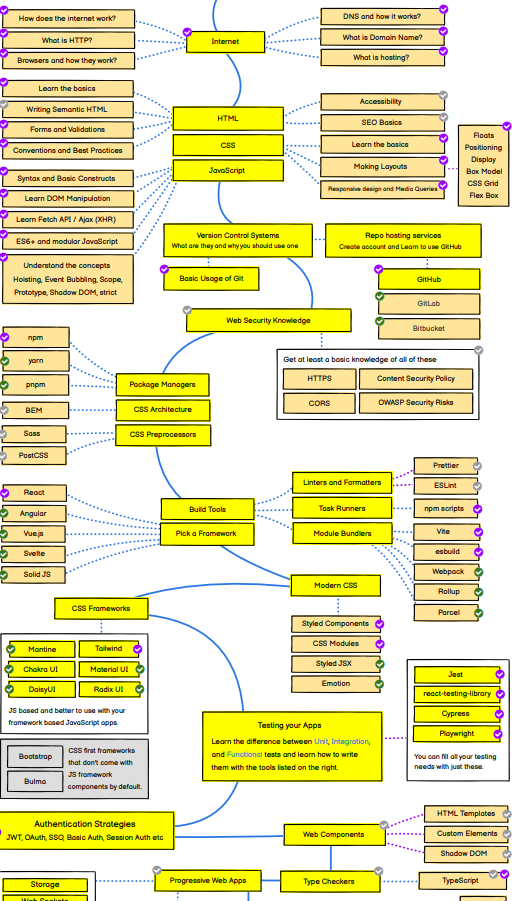 How does the internet work?
What is HTTP?
Browsers and how they work?
Internet
DNS and how it works?
What is Domain Name?
What is hosting?
Learn the basics
Writing Semantic HTML
Forms and Validations
Conventions and Best Practices
HTML
CSS
JavaScript
Accessibility
SEO Basics
Learn the basics
Making Layouts
Responsive design and Media Queries
Floats
Positioning
Display
Box Model
CSS Grid
Flex Box
Syntax and Basic Constructs
Learn DOM Manipulation
Learn Fetch API / Ajax (XHR)
ES6+ and modular JavaScript
Understand the concepts
Hoisting, Event Bubbling, Scope,
Prototype, Shadow DOM, strict
Version Control Systems
What are they and why you should use one
Repo hosting services
Create account and Learn to use GitHub
Basic Usage of Git
GitHub
GitLab
Bitbucket
Web Security Knowledge
Get at least a basic knowledge of all of these
HTTPS
Content Security Policy
CORS
OWASP Security Risks
npm
yarn
pnpm
BEM
Sass
PostCSS
Package Managers
CSS Architecture
CSS Preprocessors
React
Angular
Vue.js
Svelte
Solid JS
Build Tools
Pick a Framework
Linters and Formatters
Task Runners
Module Bundlers
Prettier
ESLint
npm scripts
Vite
esbuild
Webpack
Rollup
Parcel
Modern CSS
CSS Frameworks
Styled Components
CSS Modules
Styled JSX
Emotion
Mantine
Tailwind
Chakra UI
Material UI
DaisyUI
Radix UI
JS based and better to use with your
framework based JavaScript apps.
Bootstrap
Bulma
CSS first frameworks
that don't come with
JS framework
components by default.
Testing your Apps
Learn the difference between Unit, Integration,
and Functional tests and learn how to write
them with the tools listed on the right.
Jest
react-testing-library
Cypress
Playwright
You can fill all your testing
needs with just these.
Authentication Strategies
JWT, OAuth, SSO, Basic Auth, Session Auth etc
Web Components
HTML Templates
Custom Elements
Shadow DOM
Progressive Web Apps
Type Checkers
TypeScript
Storage
Web Sockets